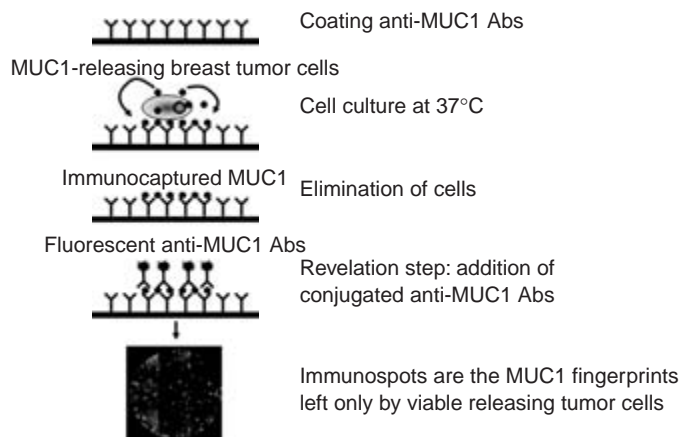 Coating anti-MUC1 Abs
MUC1-releasing breast tumor cells
Cell culture at 37°C
Immunocaptured MUC1
Elimination of cells
Fluorescent anti-MUC1 Abs
Revelation step: addition of
conjugated anti-MUC1 Abs
Immunospots are the MUC1 fingerprints
left only by viable releasing tumor cells